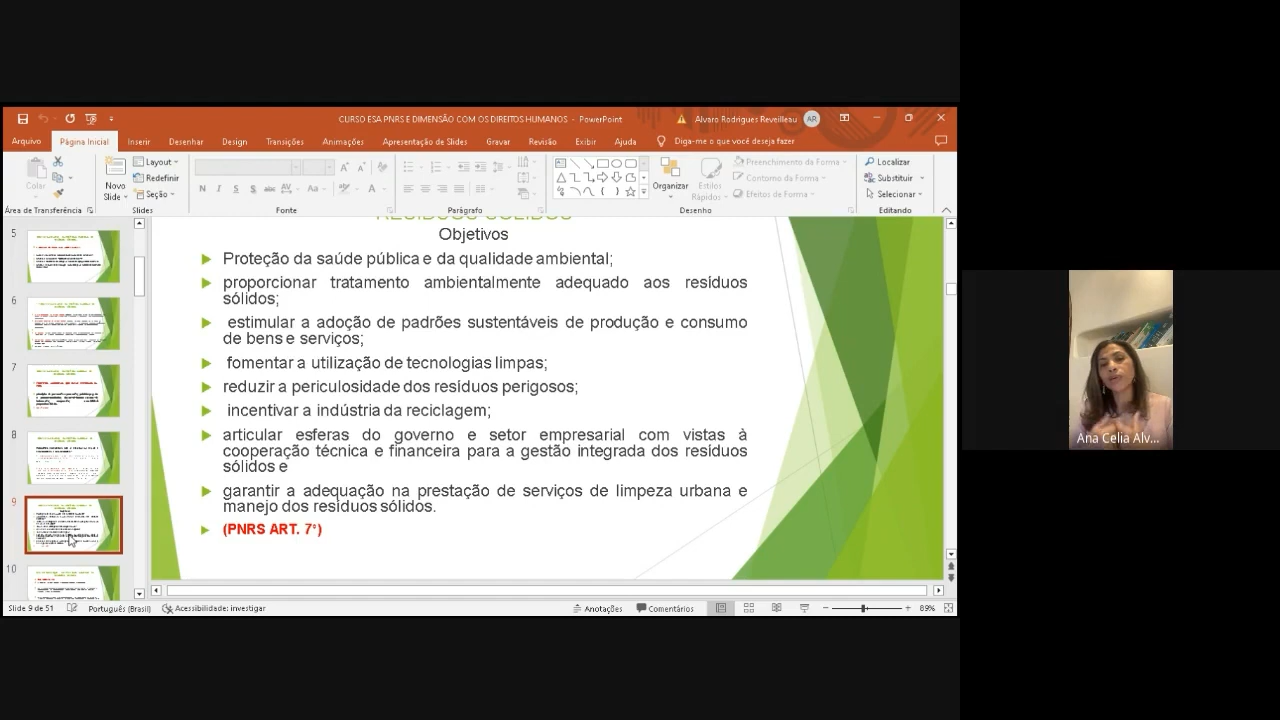 CURSO ESA PNRS E DIMENSÃO COM OS DIREITOS HUMANOS - PowerPoint
Alvaro Rodrigues Reveilleau
AR
Arquivo
Página Inicial
Inserir
Desenhar
Design
Transições
Animações
Apresentação de Slides
Gravar
Revisão
Exibir
Ajuda
Diga-me o que você deseja fazer
Colar
Novo
Slide
Layout
Redefinir
Seção
Organizar
Estilos
Rápidos
Preenchimento da Forma
Contorno da Forma
Efeitos de Forma
Localizar
Substituir
Selecionar
Área de Transferência
Slides
Fonte
Parágrafo
Desenho
Editando
5
6
7
8
9
10
RESÍDUOS SÓLIDOS
Objetivos
Proteção da saúde pública e da qualidade ambiental;
proporcionar tratamento ambientalmente adequado aos resíduos
sólidos;
estimular a adoção de padrões sustentáveis de produção e consumo
de bens e serviços;
fomentar a utilização de tecnologias limpas;
reduzir a periculosidade dos resíduos perigosos;
incentivar a indústria da reciclagem;
articular esferas do governo e setor empresarial com vistas à
cooperação técnica e financeira para a gestão integrada dos resíduos
sólidos e
garantir a adequação na prestação de serviços de limpeza urbana e
manejo dos resíduos sólidos.
(PNRS ART. 7°)
Ana Celia Alv...
Slide 9 de 51
Português (Brasil)
Acessibilidade: investigar
Anotações
Comentários
89%